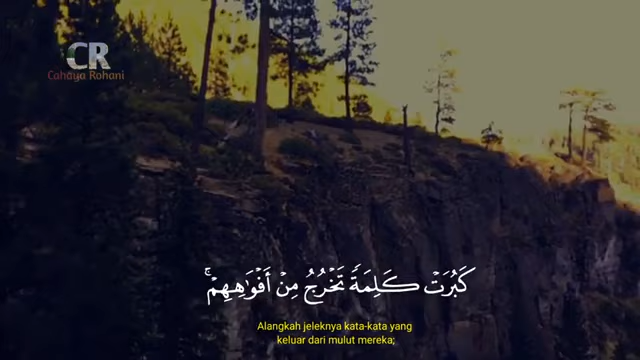 CR
Cahaya Rohani
كَبُرَتْ كَلِمَةً تَخْرُجُ مِنْ أَفْوَٰهِهِمْ ۚ
Alangkah jeleknya kata-kata yang
keluar dari mulut mereka;